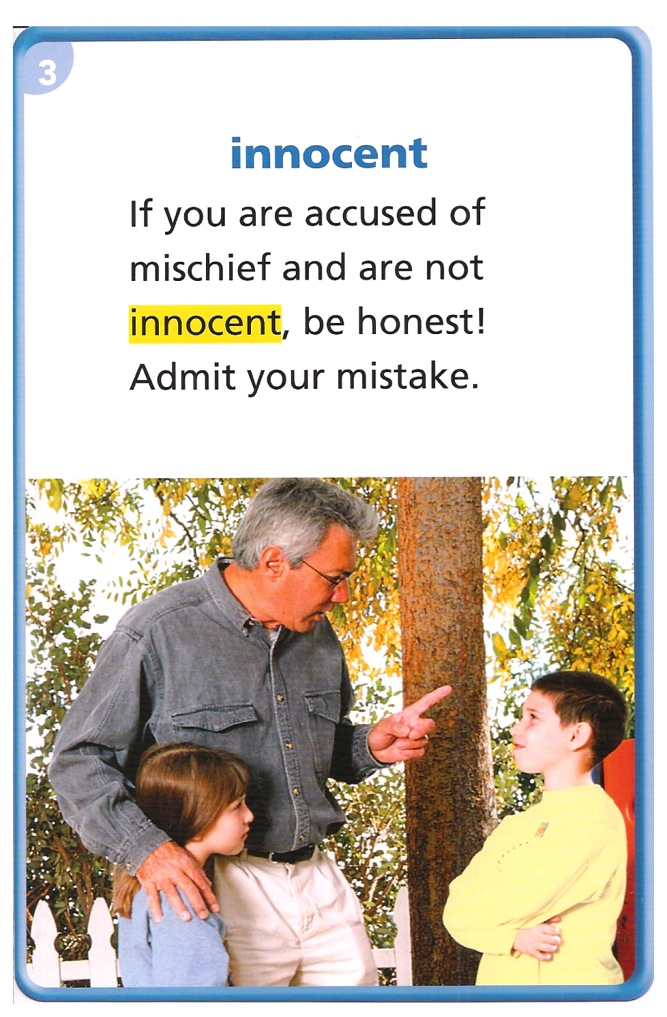 3
innocent
If you are accused of
mischief and are not
innocent, be honest!
Admit your mistake.